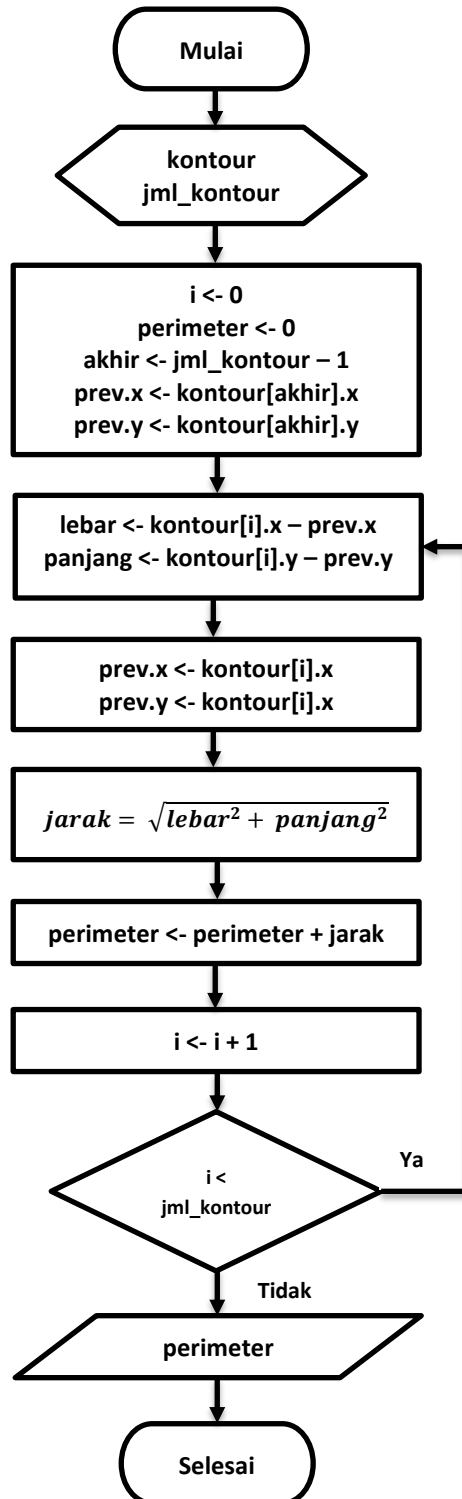 Mulai
kontour
jml_kontour
i <- 0
perimeter <- 0
akhir <- jml_kontour – 1
prev.x <- kontour[akhir].x
prev.y <- kontour[akhir].y
lebar <- kontour[i].x – prev.x
panjang <- kontour[i].y – prev.y
prev.x <- kontour[i].x
prev.y <- kontour[i].x
jarak = √lebar² + panjang²
perimeter <- perimeter + jarak
i <- i + 1
i <
jml_kontour
Ya
Tidak
perimeter
Selesai